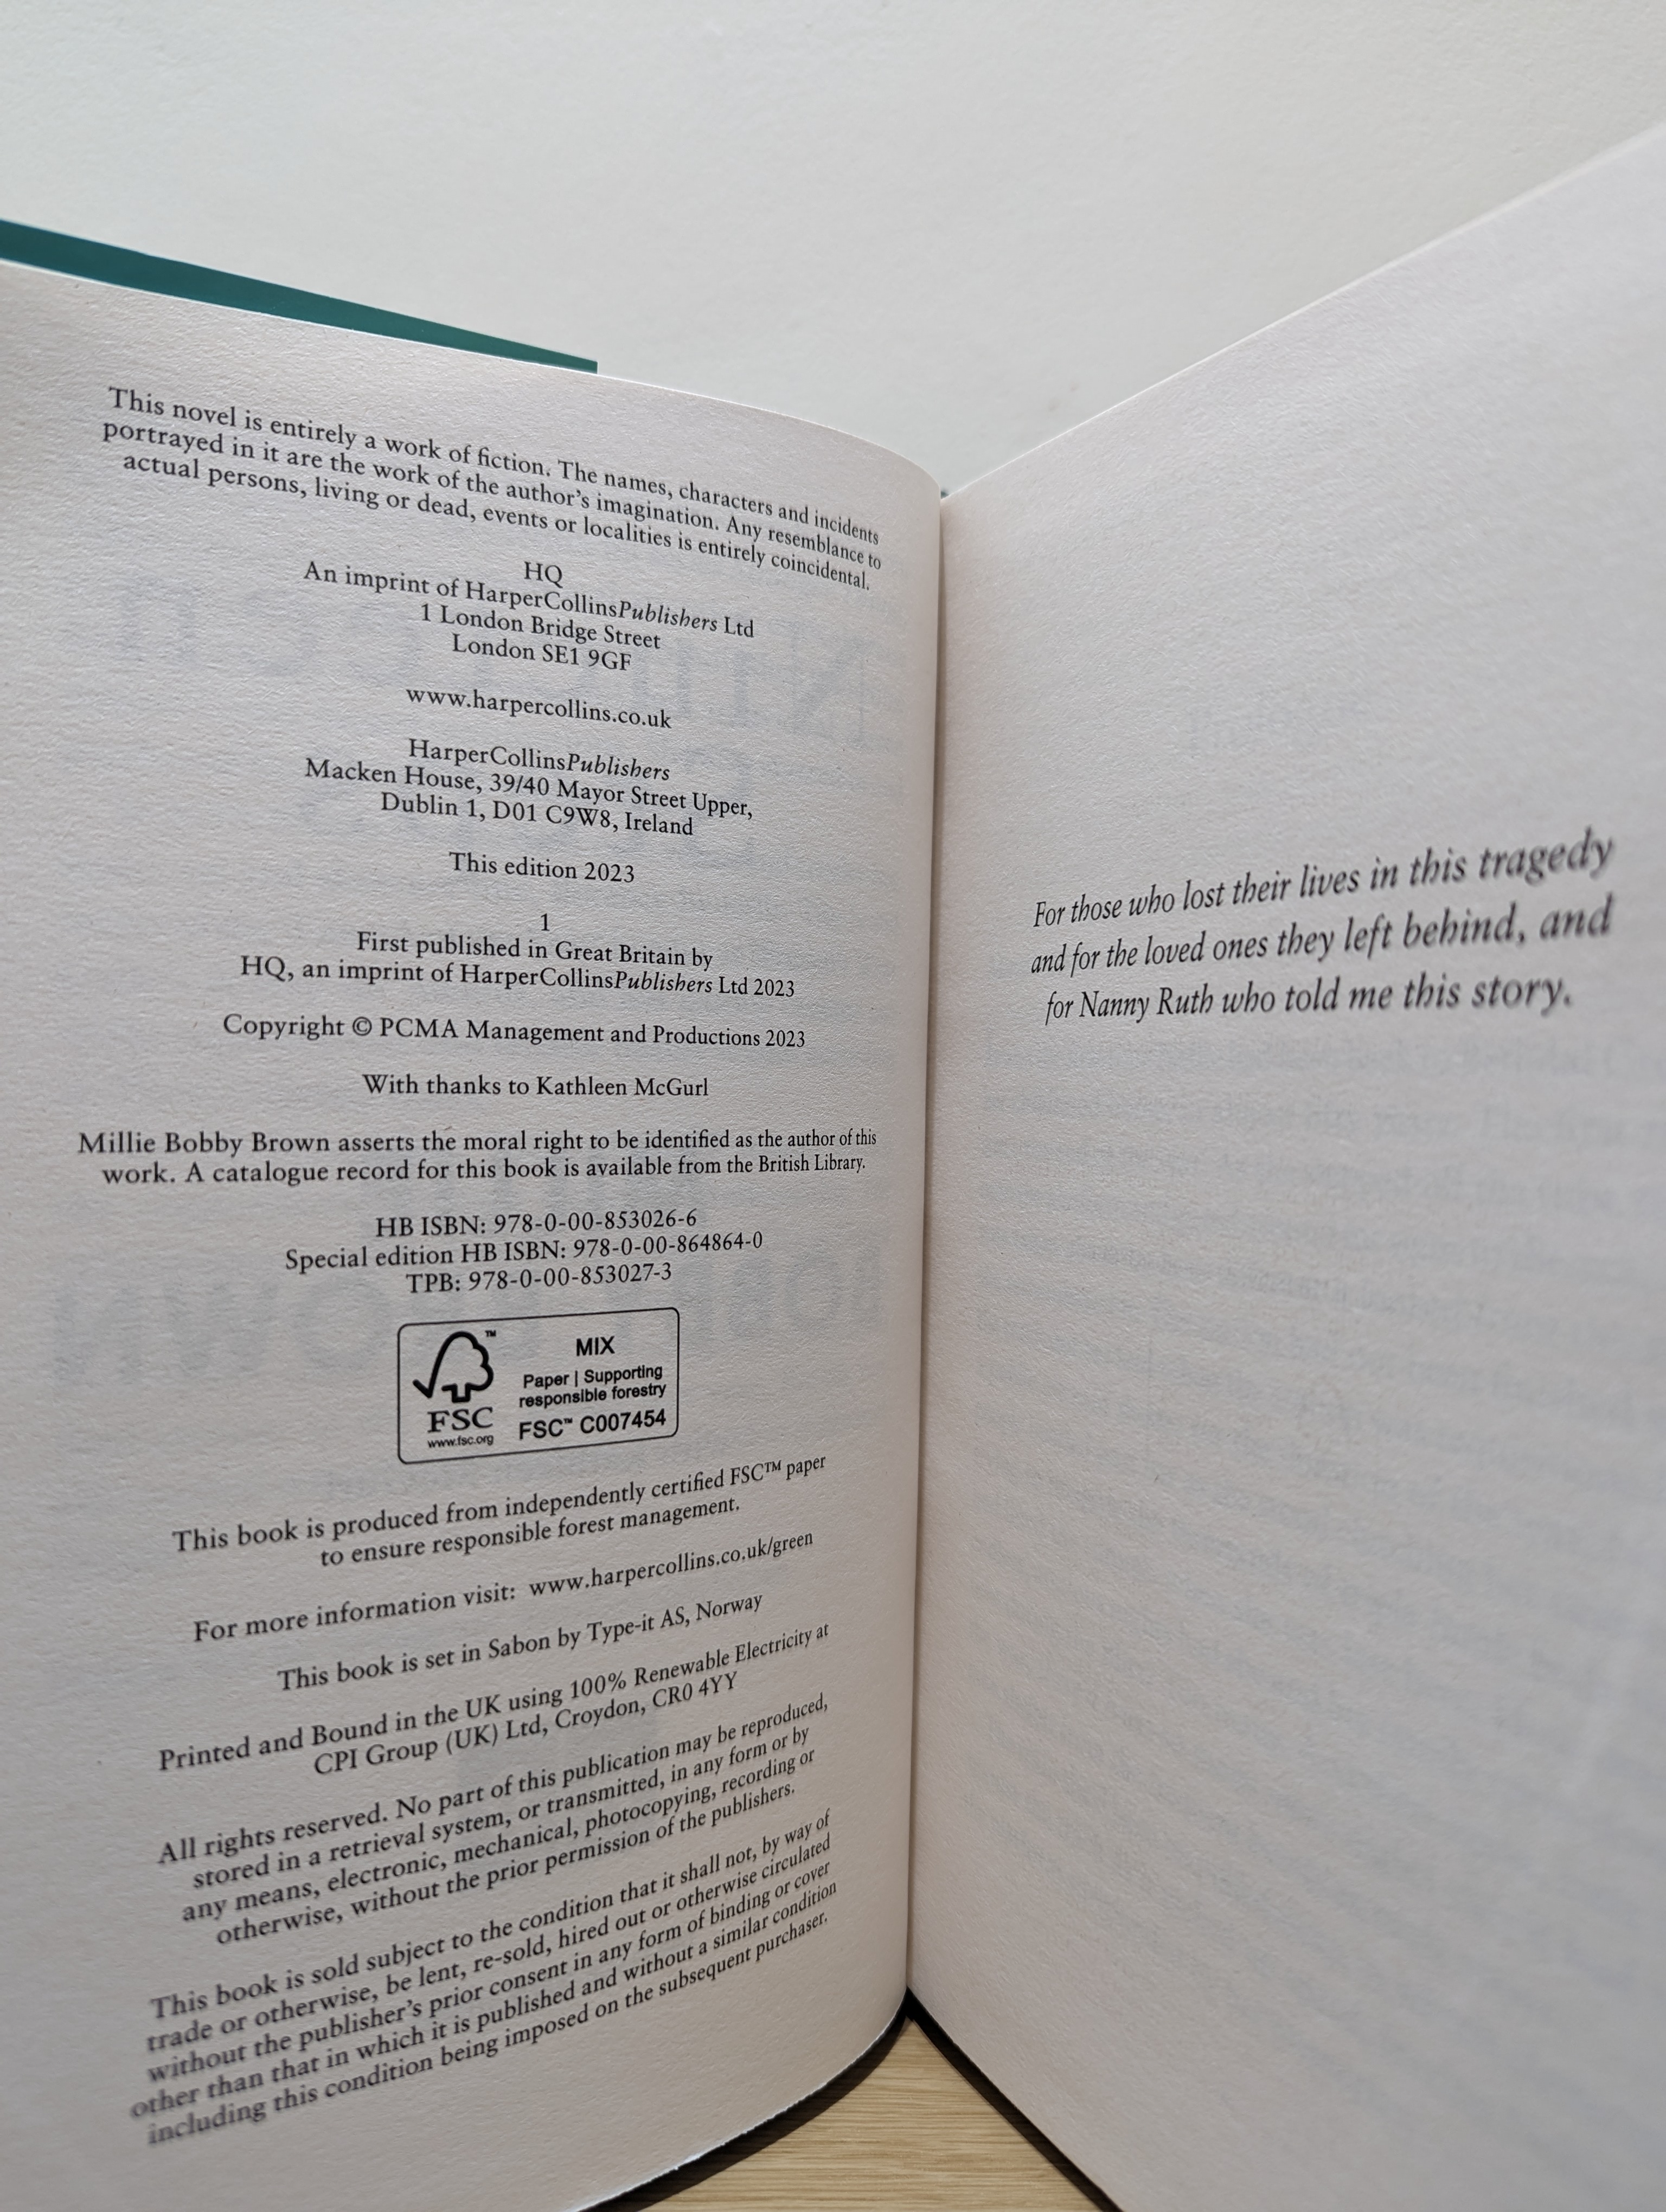 This novel is entirely a work of fiction. The names, characters and incidents
portrayed in it are the work of the author's imagination. Any resemblance to
actual persons, living or dead, events or localities is entirely coincidental.
HQ
An imprint of HarperCollinsPublishers Ltd
1 London Bridge Street
London SE1 9GF
www.harpercollins.co.uk
HarperCollinsPublishers
Macken House, 39/40 Mayor Street Upper,
Dublin 1, D01 C9W8, Ireland
This edition 2023
1
First published in Great Britain by
HQ, an imprint of HarperCollinsPublishers Ltd 2023
Copyright © PCMA Management and Productions 2023
With thanks to Kathleen McGurl
Millie Bobby Brown asserts the moral right to be identified as the author of this
work. A catalogue record for this book is available from the British Library.
HB ISBN: 978-0-00-853026-6
Special edition HB ISBN: 978-0-00-864864-0
TPB: 978-0-00-853027-3
™
FSC
www.fsc.org
MIX
Paper | Supporting
responsible forestry
FSC™ C007454
This book is produced from independently certified FSC™ paper
to ensure responsible forest management.
For more information visit: www.harpercollins.co.uk/green
This book is set in Sabon by Type-it AS, Norway
Printed and Bound in the UK using 100% Renewable Electricity at
CPI Group (UK) Ltd, Croydon, CR0 4YY
All rights reserved. No part of this publication may be reproduced,
stored in a retrieval system, or transmitted, in any form or by
any means, electronic, mechanical, photocopying, recording or
otherwise, without the prior permission of the publishers.
This book is sold subject to the condition that it shall not, by way of
trade or otherwise, be lent, re-sold, hired out or otherwise circulated
without the publisher's prior consent in any form of binding or cover
other than that in which it is published and without a similar condition
including this condition being imposed on the subsequent purchaser.
For those who lost their lives in this tragedy
and for the loved ones they left behind, and
for Nanny Ruth who told me this story.